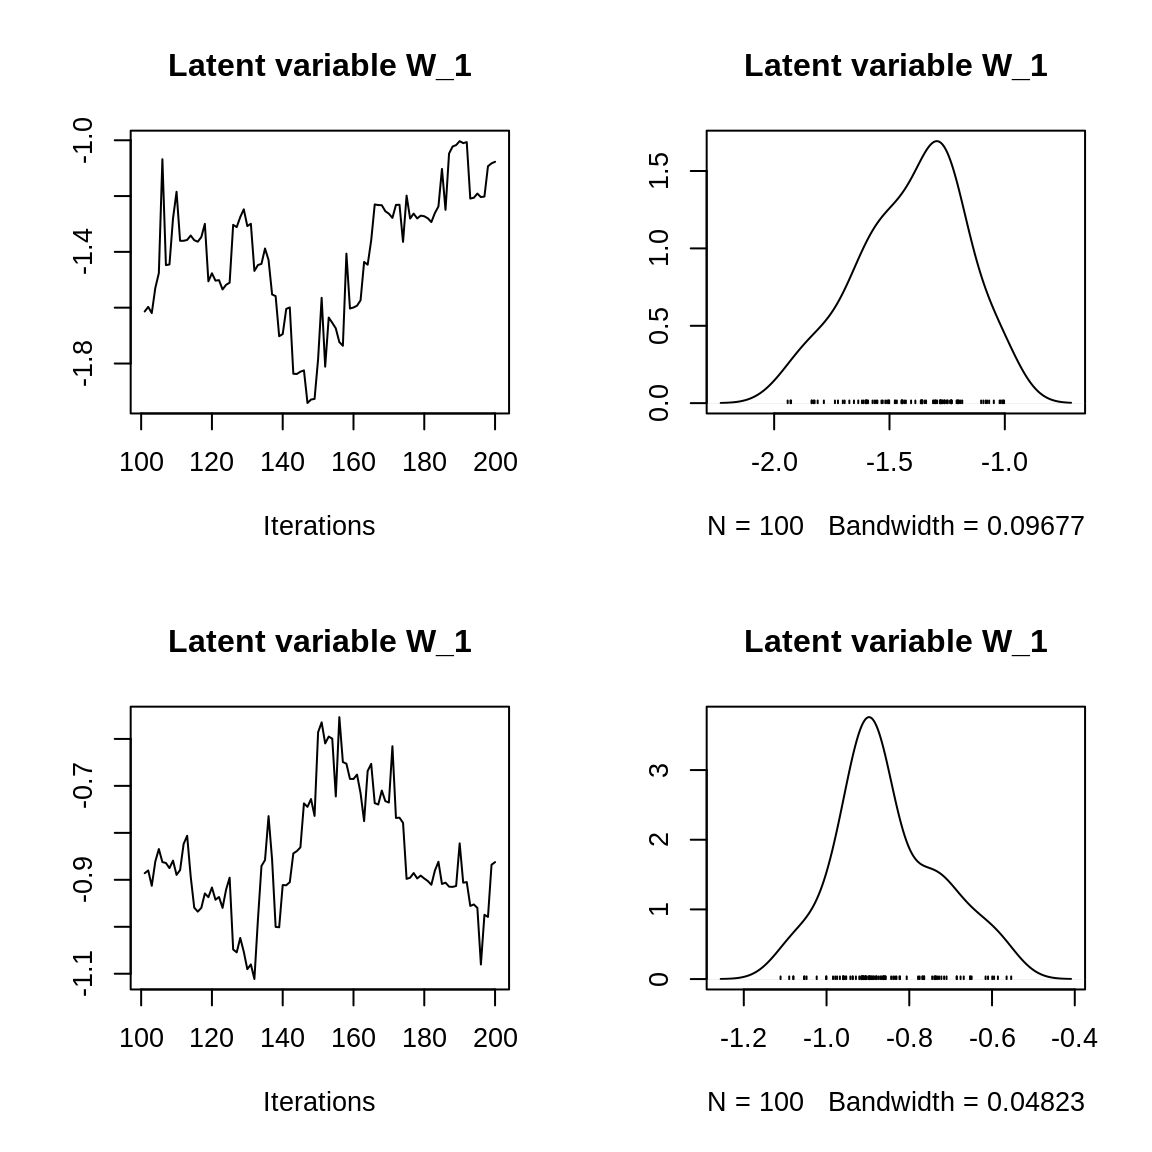 Latent variable W_1
-1.0
-1.4
-1.8
100 120 140 160 180 200
Iterations
Latent variable W_1
1.5
1.0
0.5
0.0
-2.0 -1.5 -1.0
N = 100 Bandwidth = 0.09677
Latent variable W_1
-0.7
-0.9
-1.1
100 120 140 160 180 200
Iterations
Latent variable W_1
3
2
1
0
-1.2 -1.0 -0.8 -0.6 -0.4
N = 100 Bandwidth = 0.04823